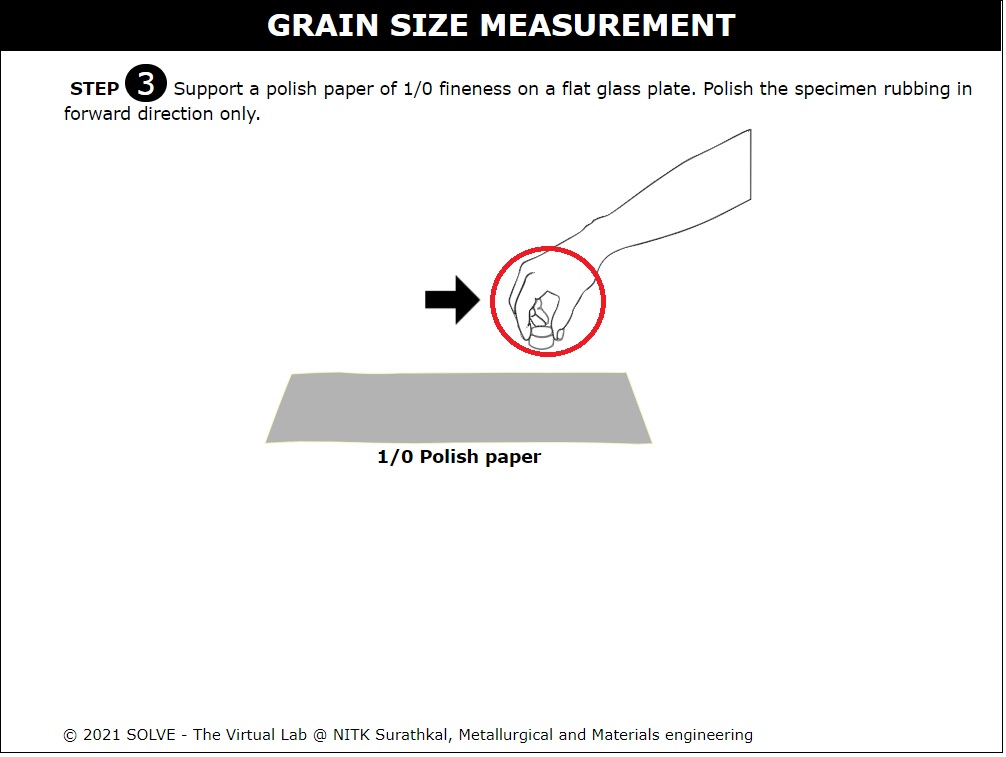 GRAIN SIZE MEASUREMENT
STEP 3 Support a polish paper of 1/0 fineness on a flat glass plate. Polish the specimen rubbing in
forward direction only.
1/0 Polish paper
© 2021 SOLVE - The Virtual Lab @ NITK Surathkal, Metallurgical and Materials engineering